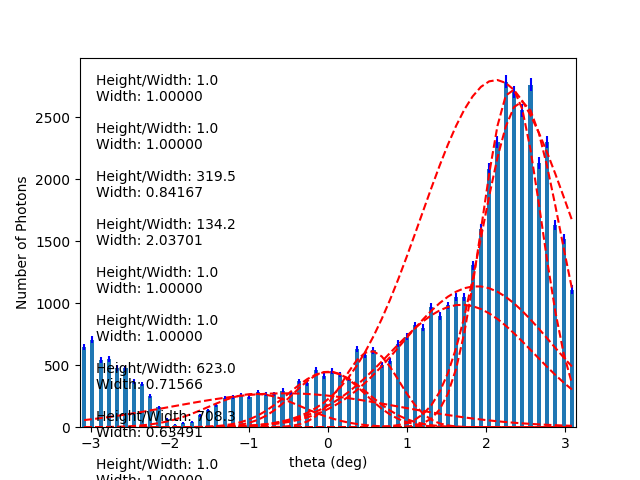 Height/Width: 1.0
Width: 1.00000
Height/Width: 1.0
Width: 1.00000
Height/Width: 319.5
Width: 0.84167
Height/Width: 134.2
Width: 2.03701
Height/Width: 1.0
Width: 1.00000
Height/Width: 1.0
Width: 1.00000
Height/Width: 623.0
Width: 0.71566
Height/Width: 708.3
Width: 0.63491
Height/Width: 1.0
Width: 1.00000
Number of Photons
2500
2000
1500
1000
500
0
−3 −2 −1 0 1 2 3
theta (deg)